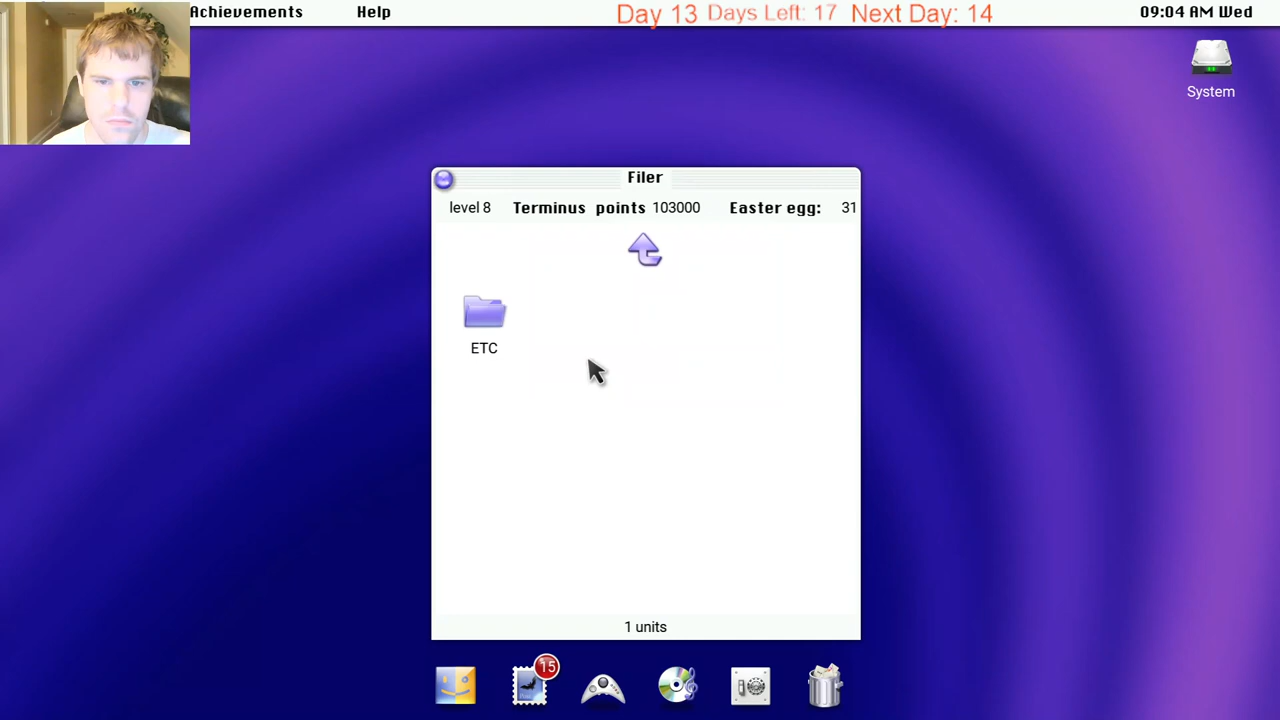 Achievements Help Day 13 Days Left: 17 Next Day: 14 09:04 AM Wed
System
Filer
level 8 Terminus points 103000 Easter egg: 31
ETC
1 units
15